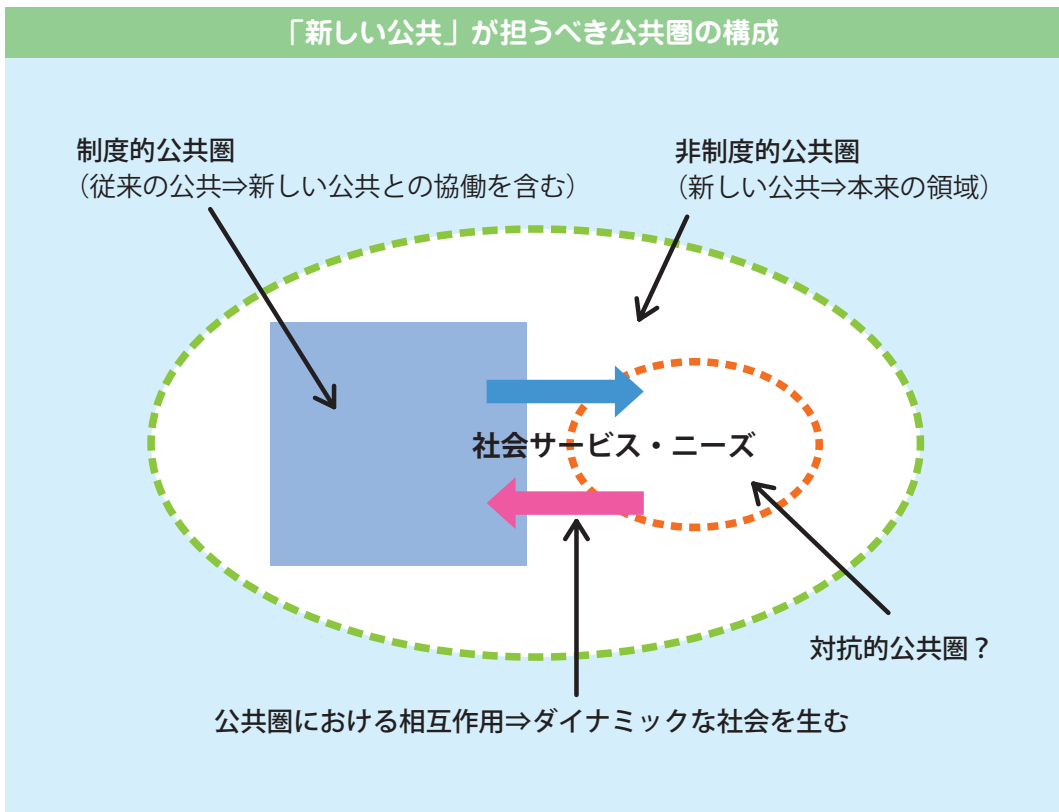 「新しい公共」が担うべき公共圏の構成
制度的公共圏
（従来の公共⇒新しい公共との協働を含む）
非制度的公共圏
（新しい公共⇒本来の領域）
社会サービス・ニーズ
対抗的公共圏？
公共圏における相互作用⇒ダイナミックな社会を生む